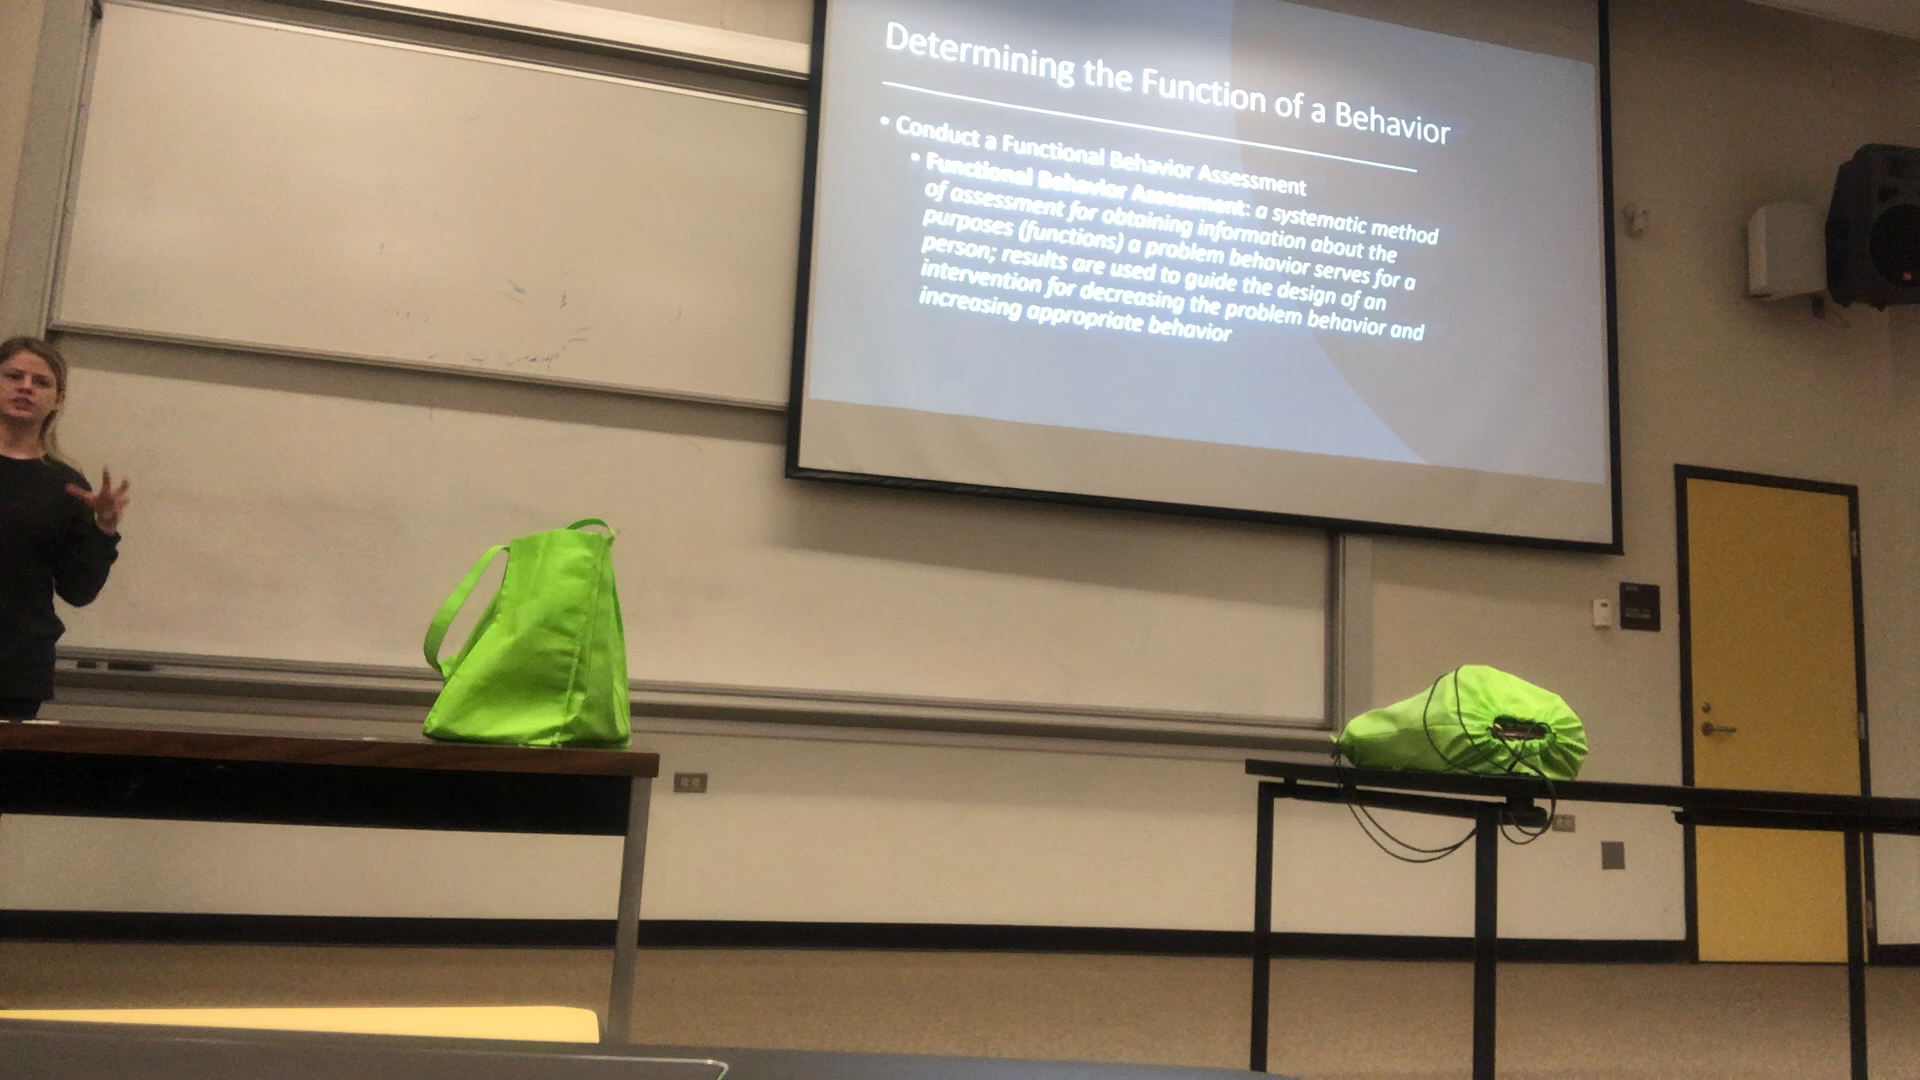 Determining the Function of a Behavior
• Conduct a Functional Behavior Assessment
• Functional Behavior Assessment: a systematic method
of assessment for obtaining information about the
purposes (functions) a problem behavior serves for a
person; results are used to guide the design of an
intervention for decreasing the problem behavior and
increasing appropriate behavior